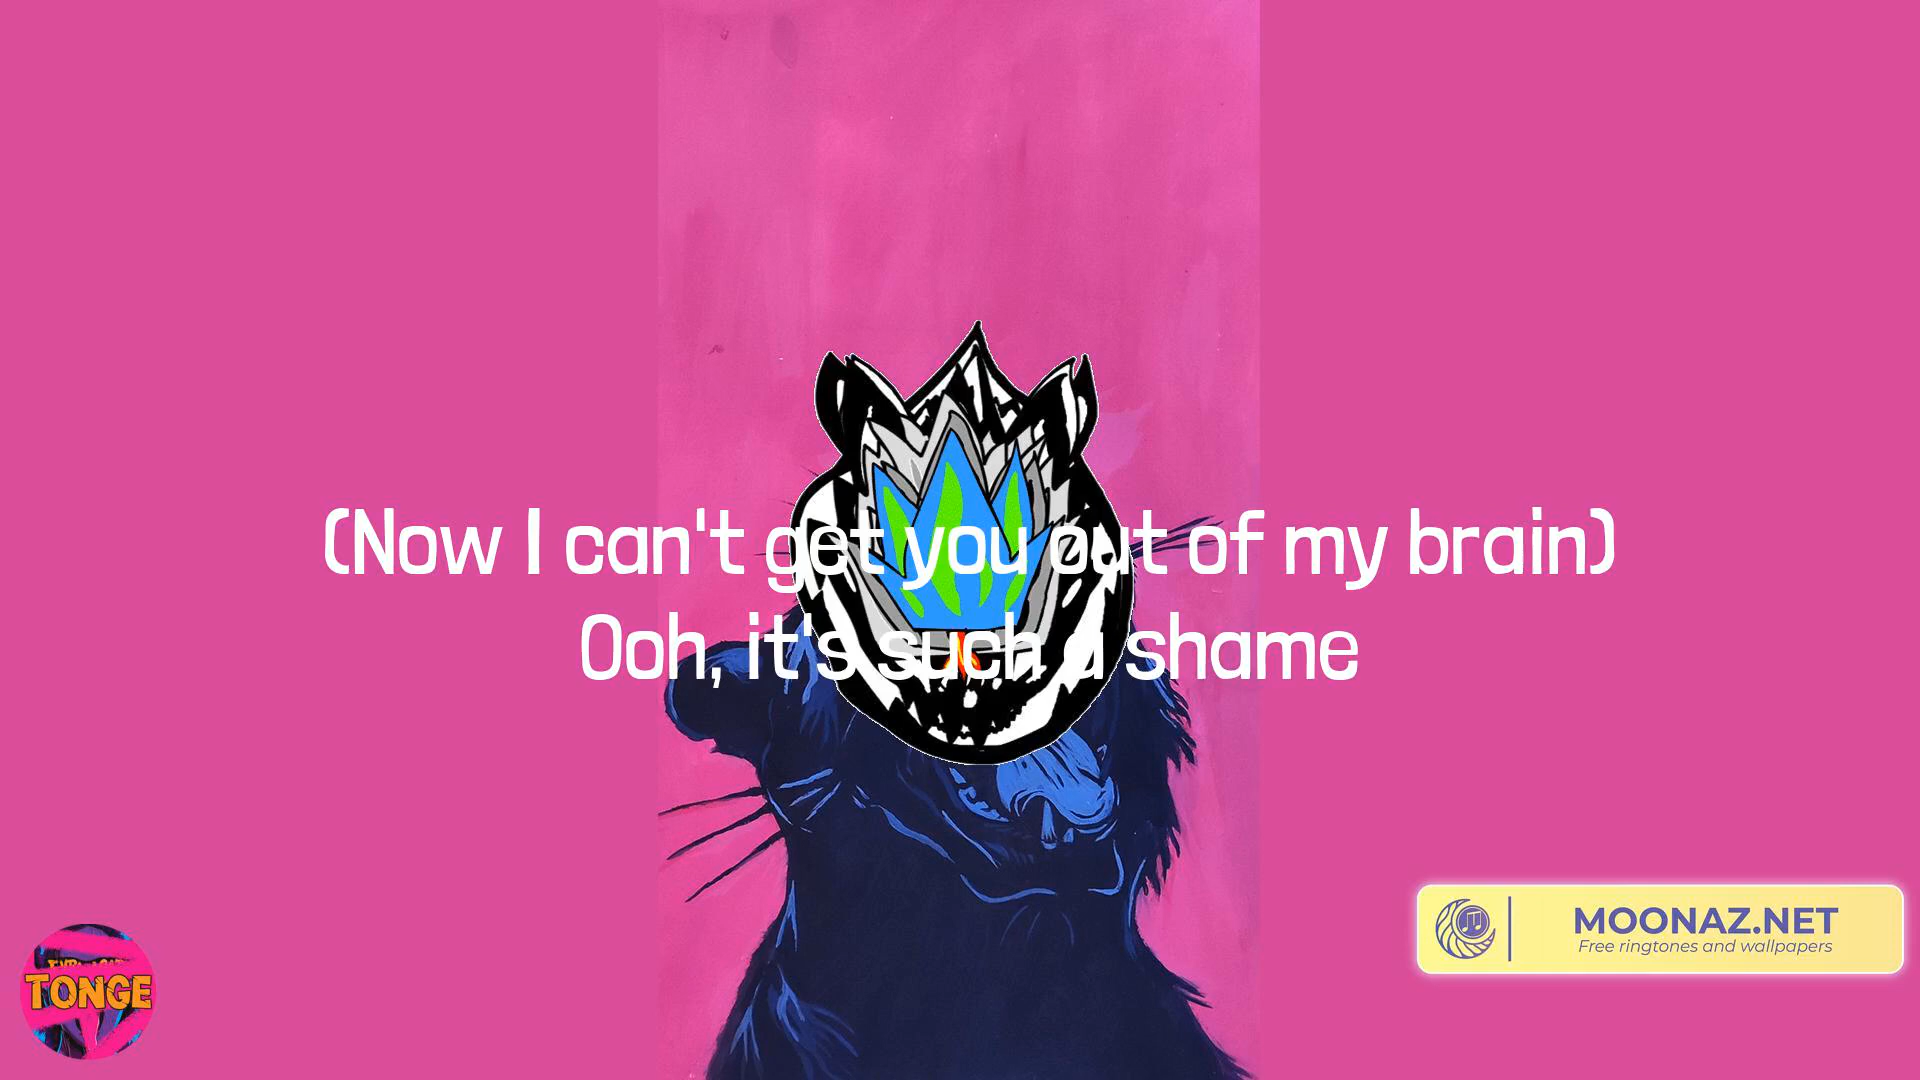 (Now I can't get you out of my brain)
Ooh, it's such a shame
MOONAZ.NET
Free ringtones and wallpapers
TONGE